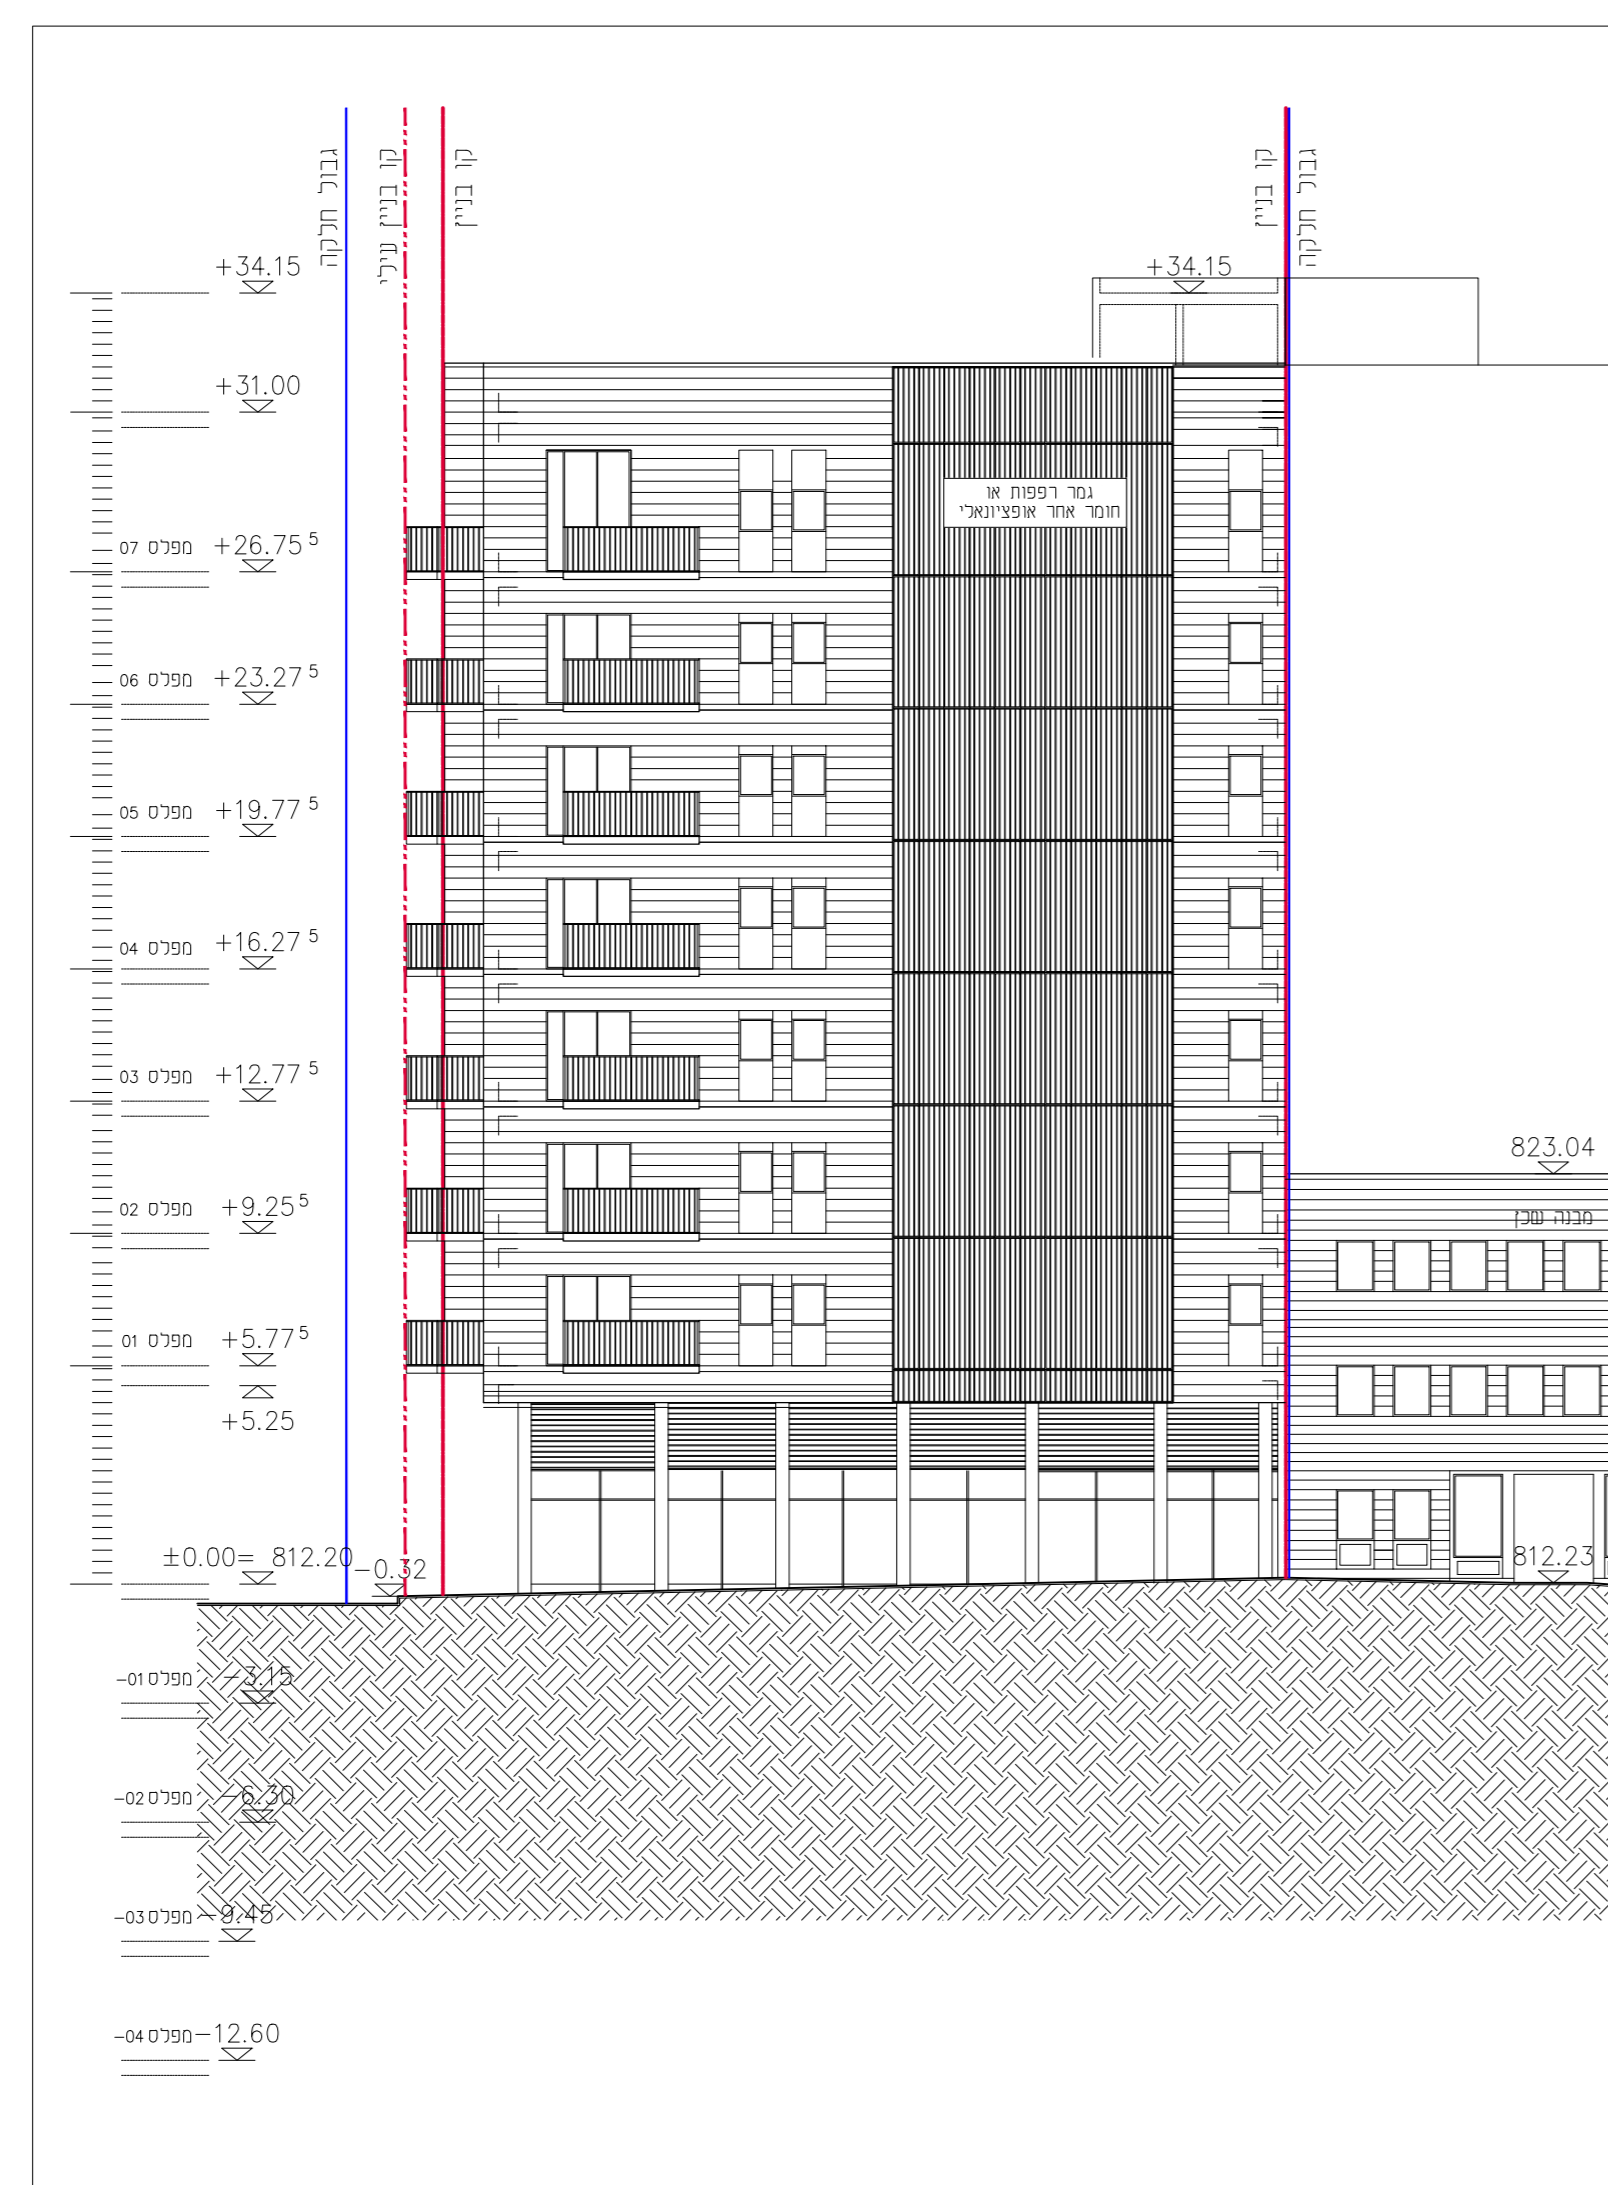 גבול חלקה
קו בניין עילי
קו בניין
קו בניין
גבול חלקה
+34.15
+34.15
+31.00
גמר רפפות או
חומר אחר אופציונאלי
מפלס 07 +26.75 5
מפלס 06 +23.27 5
מפלס 05 +19.77 5
מפלס 04 +16.27 5
מפלס 03 +12.77 5
823.04
מבנה שכן
מפלס 02 +9.25 5
מפלס 01 +5.77 5
+5.25
±0.00= 812.20
-0.32
812.23
מפלס 01- -3.15
מפלס 02- -6.30
מפלס 03- -9.45
מפלס 04- -12.60